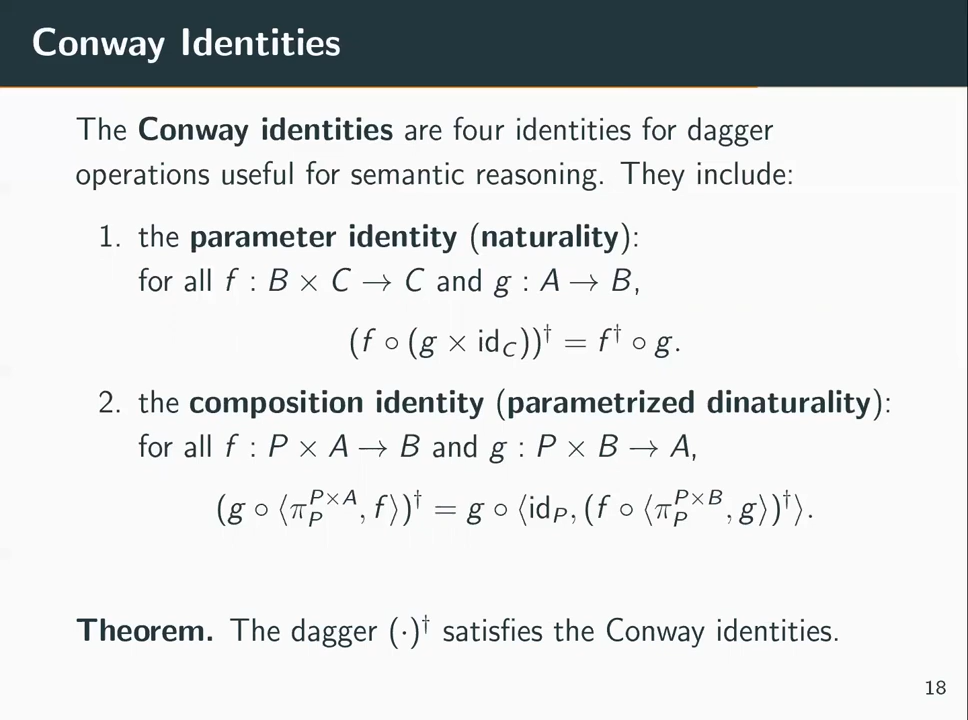 Conway Identities
The Conway identities are four identities for dagger
operations useful for semantic reasoning. They include:
1. the parameter identity (naturality):
for all f : B × C → C and g : A → B,
(f ∘ (g × id_C))† = f† ∘ g.
2. the composition identity (parametrized dinaturality):
for all f : P × A → B and g : P × B → A,
(g ∘ ⟨π_P^{P×A}, f⟩)† = g ∘ ⟨id_P, (f ∘ ⟨π_P^{P×B}, g⟩)†⟩.
Theorem. The dagger (·)† satisfies the Conway identities.
18